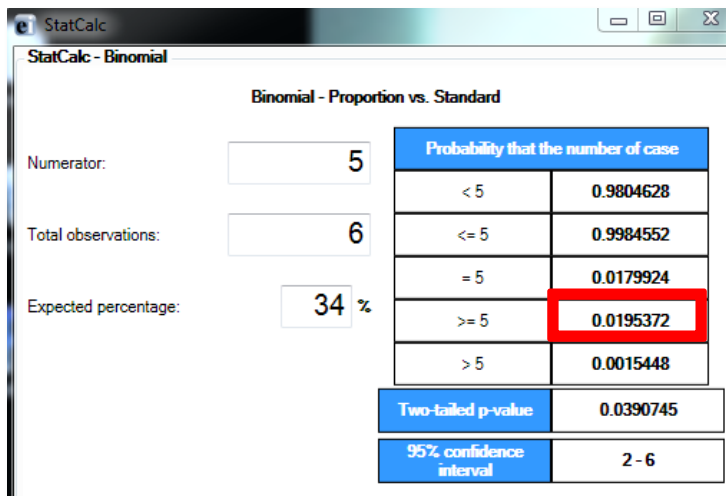 StatCalc
StatCalc - Binomial
Binomial - Proportion vs. Standard
Numerator: 5
Total observations: 6
Expected percentage: 34 %
Probability that the number of case
< 5 0.9804628
<= 5 0.9984552
= 5 0.0179924
>= 5 0.0195372
> 5 0.0015448
Two-tailed p-value 0.0390745
95% confidence
interval 2 - 6